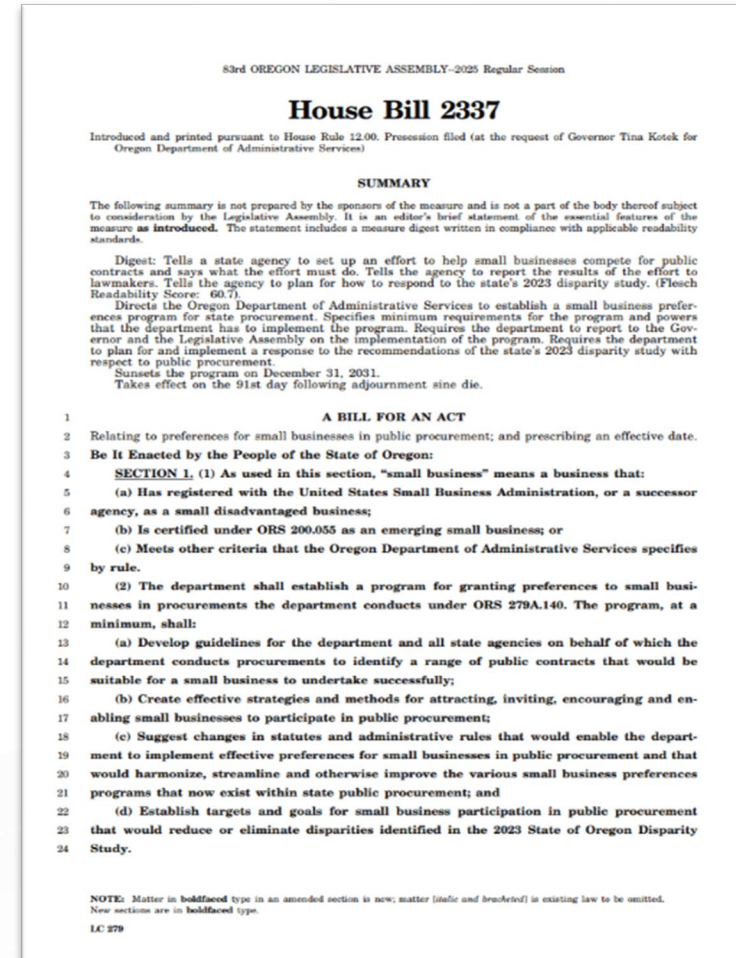 83rd OREGON LEGISLATIVE ASSEMBLY--2025 Regular Session
House Bill 2337
Introduced and printed pursuant to House Rule 12.00. Presession filed (at the request of Governor Tina Kotek for
Oregon Department of Administrative Services)
SUMMARY
The following summary is not prepared by the sponsors of the measure and is not a part of the body thereof subject
to consideration by the Legislative Assembly. It is an editor's brief statement of the essential features of the
measure as introduced. The statement includes a measure digest written in compliance with applicable readability
standards.
Digest: Tells a state agency to set up an effort to help small businesses compete for public
contracts and says what the effort must do. Tells the agency to report the results of the effort to
lawmakers. Tells the agency to plan for how to respond to the state's 2023 disparity study. (Flesch
Readability Score: 60.7).
Directs the Oregon Department of Administrative Services to establish a small business prefer-
ences program for state procurement. Specifies minimum requirements for the program and powers
that the department has to implement the program. Requires the department to report to the Gov-
ernor and the Legislative Assembly on the implementation of the program. Requires the department
to plan for and implement a response to the recommendations of the state's 2023 disparity study with
respect to public procurement.
Sunsets the program on December 31, 2031.
Takes effect on the 91st day following adjournment sine die.
1 A BILL FOR AN ACT
2 Relating to preferences for small businesses in public procurement; and prescribing an effective date.
3 Be It Enacted by the People of the State of Oregon:
4 SECTION 1. (1) As used in this section, "small business" means a business that:
5 (a) Has registered with the United States Small Business Administration, or a successor
6 agency, as a small disadvantaged business;
7 (b) Is certified under ORS 200.055 as an emerging small business; or
8 (c) Meets other criteria that the Oregon Department of Administrative Services specifies
9 by rule.
10 (2) The department shall establish a program for granting preferences to small busi-
11 nesses in procurements the department conducts under ORS 279A.140. The program, at a
12 minimum, shall:
13 (a) Develop guidelines for the department and all state agencies on behalf of which the
14 department conducts procurements to identify a range of public contracts that would be
15 suitable for a small business to undertake successfully;
16 (b) Create effective strategies and methods for attracting, inviting, encouraging and en-
17 abling small businesses to participate in public procurement;
18 (c) Suggest changes in statutes and administrative rules that would enable the depart-
19 ment to implement effective preferences for small businesses in public procurement and that
20 would harmonize, streamline and otherwise improve the various small business preferences
21 programs that now exist within state public procurement; and
22 (d) Establish targets and goals for small business participation in public procurement
23 that would reduce or eliminate disparities identified in the 2023 State of Oregon Disparity
24 Study.
NOTE: Matter in boldfaced type in an amended section is new; matter [italic and bracketed] is existing law to be omitted.
New sections are in boldfaced type.
LC 279